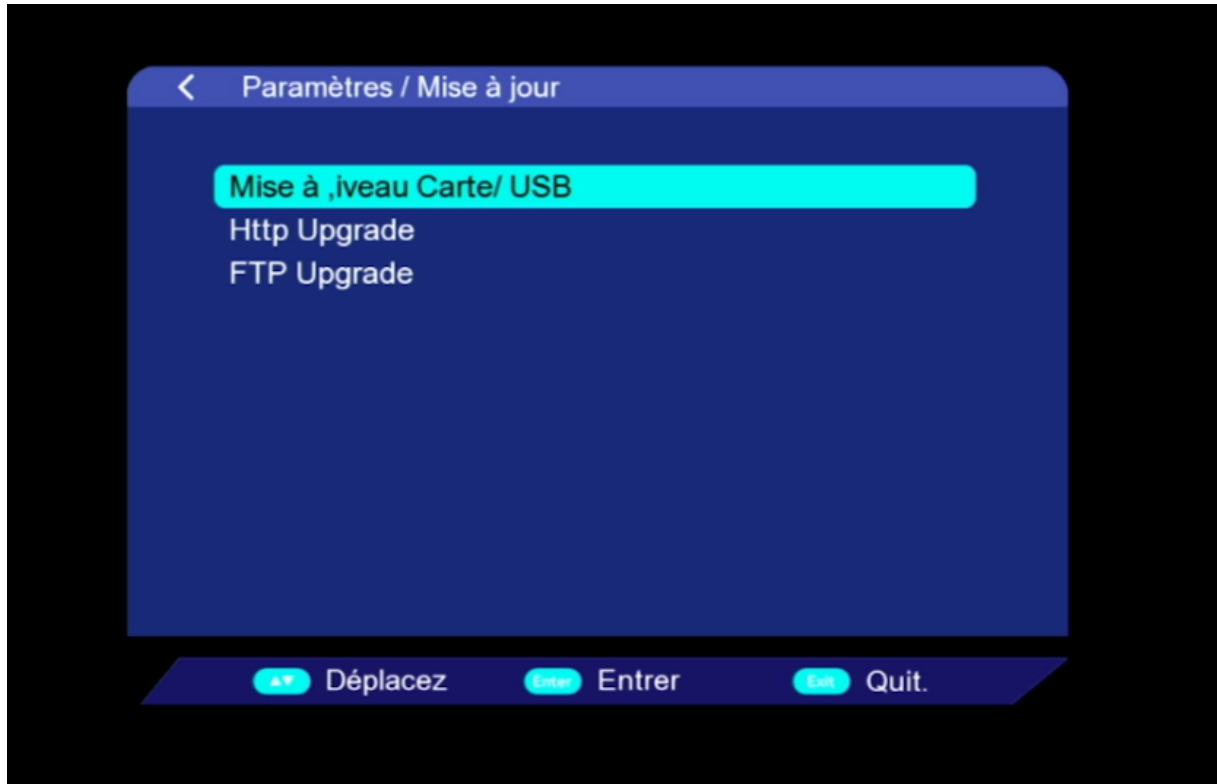 Paramètres / Mise à jour
Mise à ,iveau Carte/ USB
Http Upgrade
FTP Upgrade
Déplacez Enter Entrer Exit Quit.